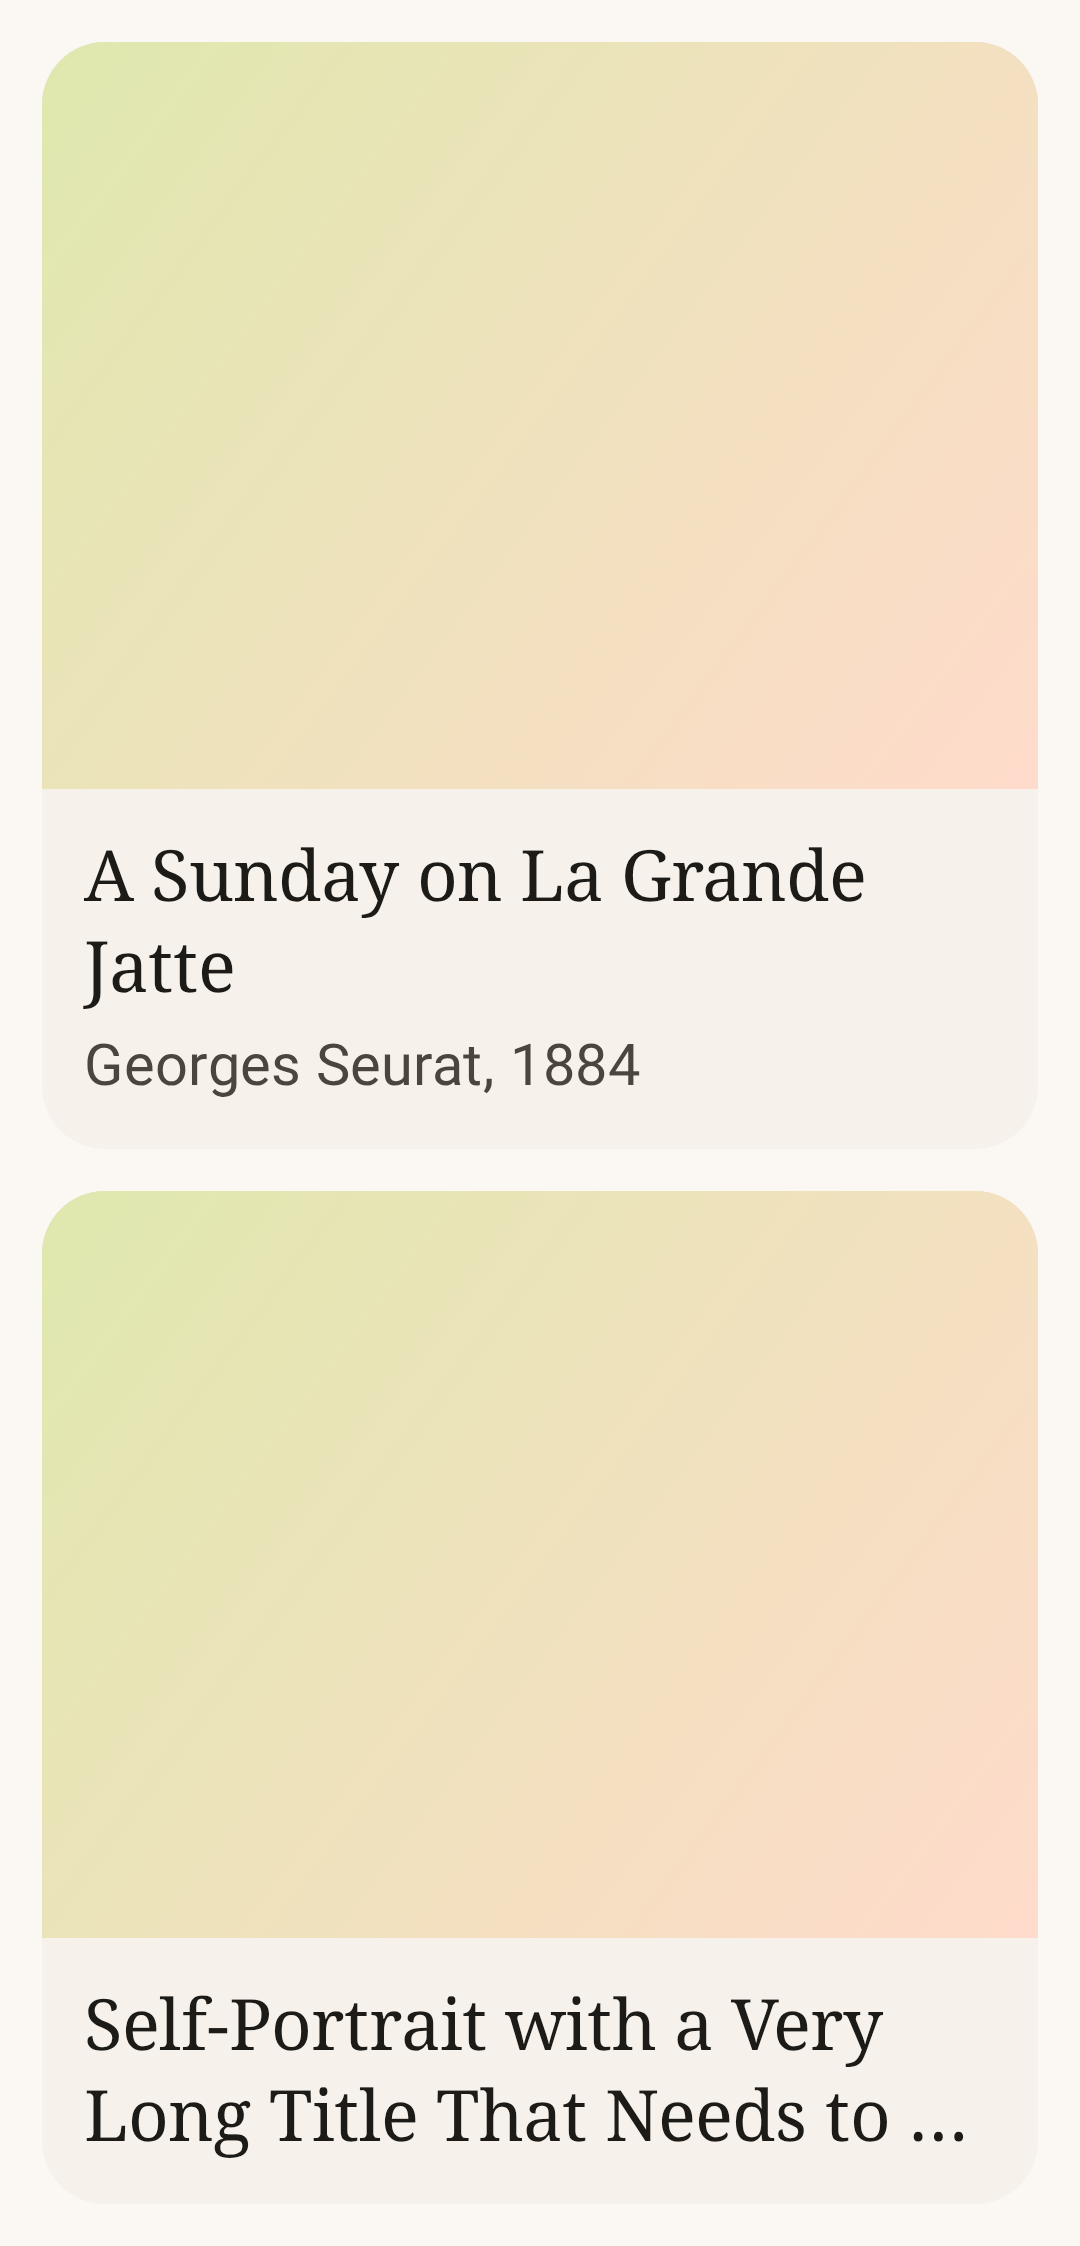 A Sunday on La Grande
Jatte
Georges Seurat, 1884
Self-Portrait with a Very
Long Title That Needs to …